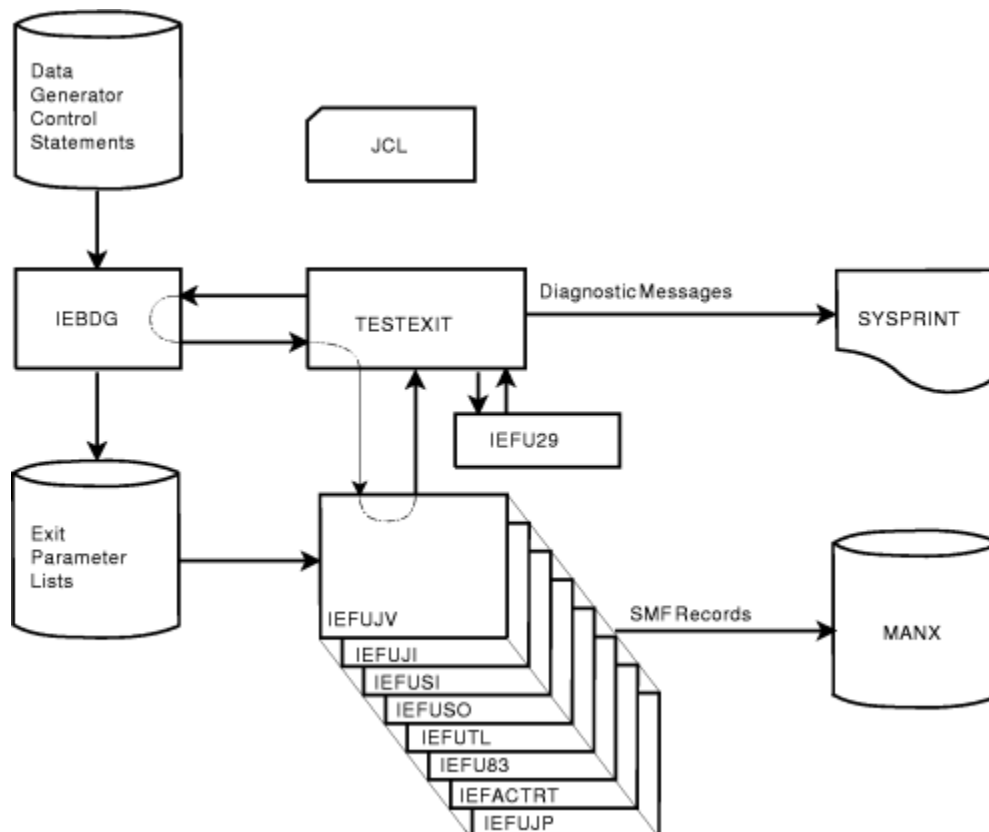 Data
Generator
Control
Statements
JCL
IEBDG
TESTEXIT
Diagnostic Messages
SYSPRINT
IEFU29
Exit
Parameter
Lists
IEFUJV
IEFUJI
IEFUSI
IEFUSO
IEFUTL
IEFU83
IEFACTRT
IEFUJP
SMF Records
MANX